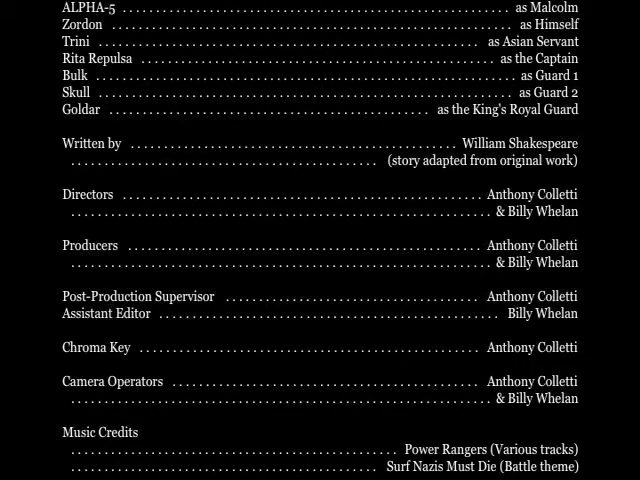 ALPHA-5 . . . . . . . . . . . . . . . . . . . . . . . . . . . . . . . . . . . . . . . . . . . . . . . . as Malcolm
Zordon . . . . . . . . . . . . . . . . . . . . . . . . . . . . . . . . . . . . . . . . . . . . . . . . . as Himself
Trini . . . . . . . . . . . . . . . . . . . . . . . . . . . . . . . . . . . . . . . . . . . . . . . as Asian Servant
Rita Repulsa . . . . . . . . . . . . . . . . . . . . . . . . . . . . . . . . . . . . . . . . . . . as the Captain
Bulk . . . . . . . . . . . . . . . . . . . . . . . . . . . . . . . . . . . . . . . . . . . . . . . . . . . as Guard 1
Skull . . . . . . . . . . . . . . . . . . . . . . . . . . . . . . . . . . . . . . . . . . . . . . . . . . . as Guard 2
Goldar . . . . . . . . . . . . . . . . . . . . . . . . . . . . . . . . . . . . . . . as the King's Royal Guard
Written by . . . . . . . . . . . . . . . . . . . . . . . . . . . . . . . . . . . . . . . William Shakespeare
. . . . . . . . . . . . . . . . . . . . . . . . . . . . . . . . . . . . . (story adapted from original work)
Directors . . . . . . . . . . . . . . . . . . . . . . . . . . . . . . . . . . . . . . . . . . . Anthony Colletti
. . . . . . . . . . . . . . . . . . . . . . . . . . . . . . . . . . . . . . . . . . . . . . . . . . . & Billy Whelan
Producers . . . . . . . . . . . . . . . . . . . . . . . . . . . . . . . . . . . . . . . . . . Anthony Colletti
. . . . . . . . . . . . . . . . . . . . . . . . . . . . . . . . . . . . . . . . . . . . . . . . . . . & Billy Whelan
Post-Production Supervisor . . . . . . . . . . . . . . . . . . . . . . . . . . . . . . Anthony Colletti
Assistant Editor . . . . . . . . . . . . . . . . . . . . . . . . . . . . . . . . . . . . . . . . Billy Whelan
Chroma Key . . . . . . . . . . . . . . . . . . . . . . . . . . . . . . . . . . . . . . . . Anthony Colletti
Camera Operators . . . . . . . . . . . . . . . . . . . . . . . . . . . . . . . . . . . . Anthony Colletti
. . . . . . . . . . . . . . . . . . . . . . . . . . . . . . . . . . . . . . . . . . . . . . . . . . . & Billy Whelan
Music Credits
. . . . . . . . . . . . . . . . . . . . . . . . . . . . . . . . . . . . . . . Power Rangers (Various tracks)
. . . . . . . . . . . . . . . . . . . . . . . . . . . . . . . . . . . . . Surf Nazis Must Die (Battle theme)